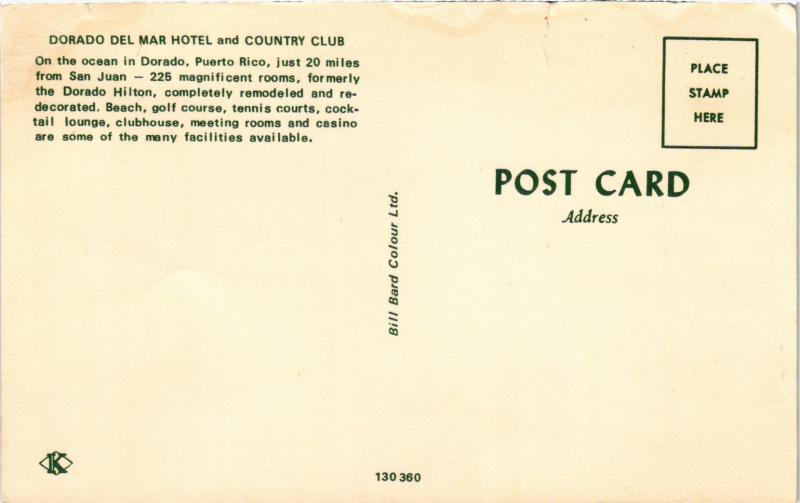 DORADO DEL MAR HOTEL and COUNTRY CLUB
On the ocean in Dorado, Puerto Rico, just 20 miles
from San Juan — 225 magnificent rooms, formerly
the Dorado Hilton, completely remodeled and re-
decorated. Beach, golf course, tennis courts, cock-
tail lounge, clubhouse, meeting rooms and casino
are some of the many facilities available.
PLACE
STAMP
HERE
POST CARD
Address
Bill Bard Colour Ltd.
K
130360